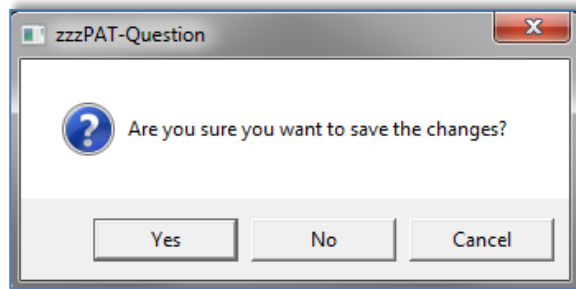 zzzPAT-Question
Are you sure you want to save the changes?
Yes No Cancel